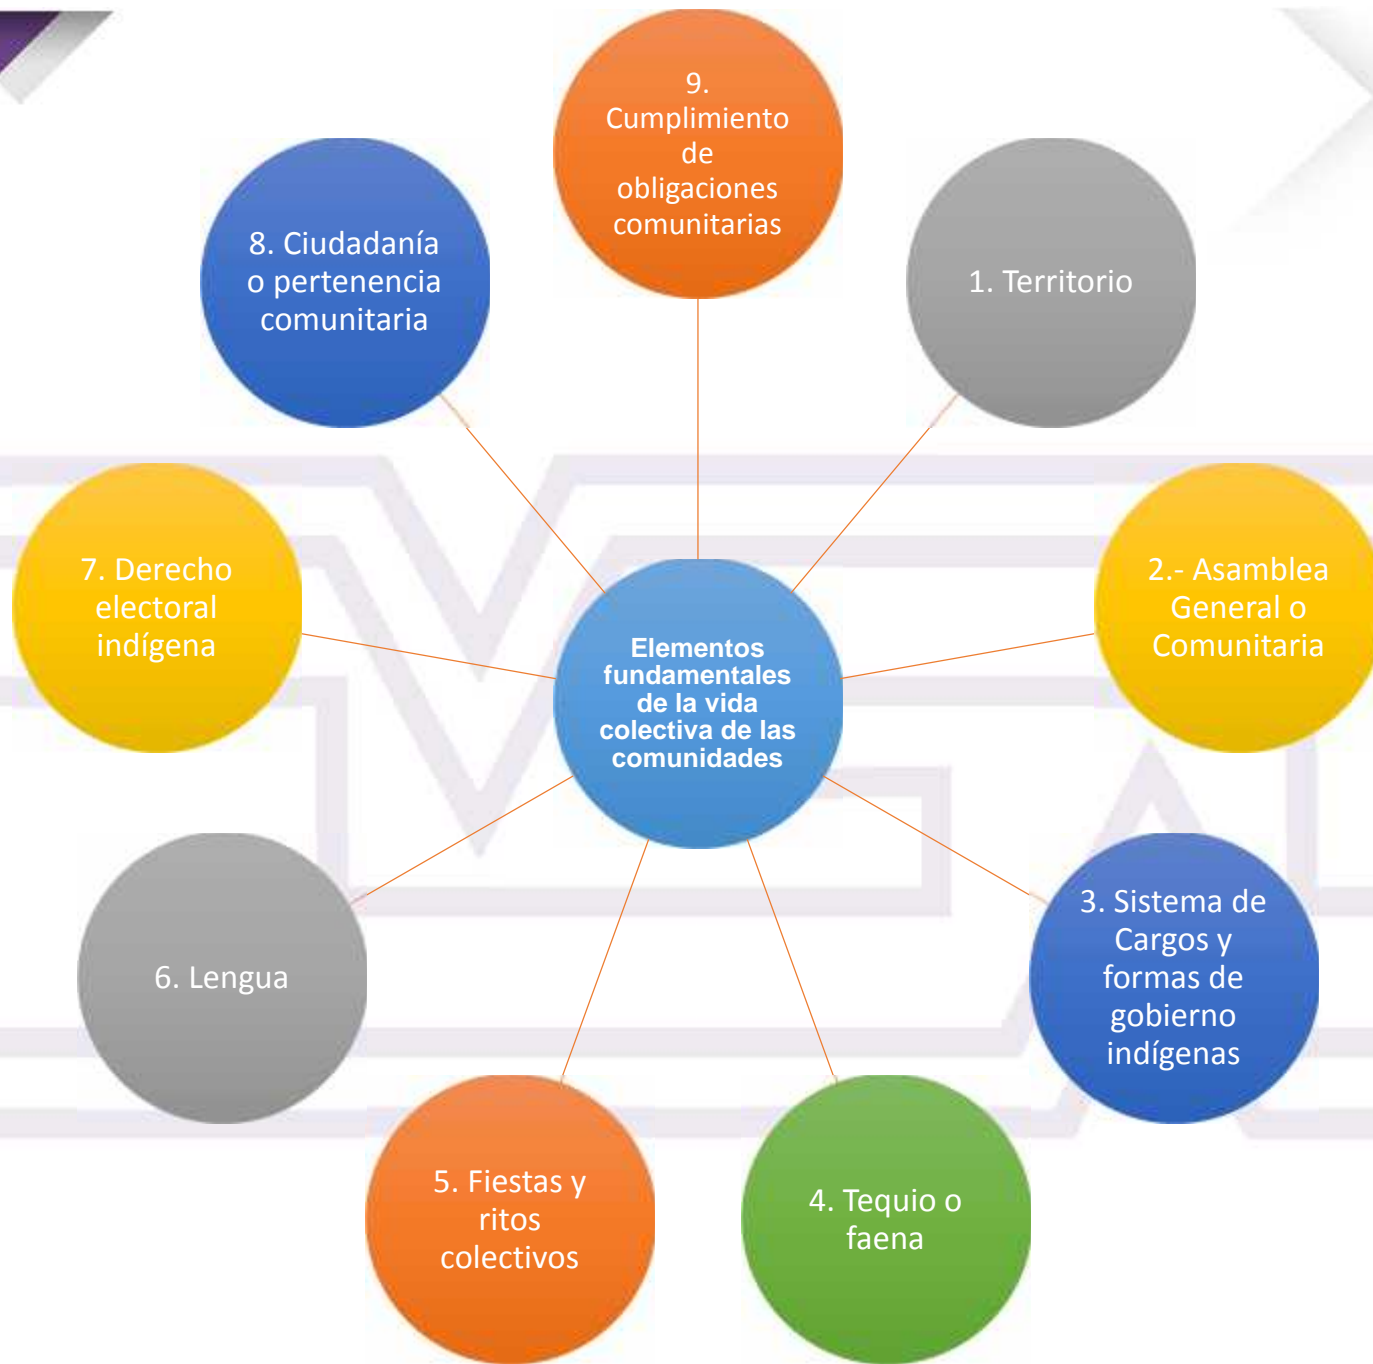 Elementos
fundamentales
de la vida
colectiva de las
comunidades
1. Territorio
2.- Asamblea
General o
Comunitaria
3. Sistema de
Cargos y
formas de
gobierno
indígenas
4. Tequio o
faena
5. Fiestas y
ritos
colectivos
6. Lengua
7. Derecho
electoral
indígena
8. Ciudadanía
o pertenencia
comunitaria
9.
Cumplimiento
de
obligaciones
comunitarias